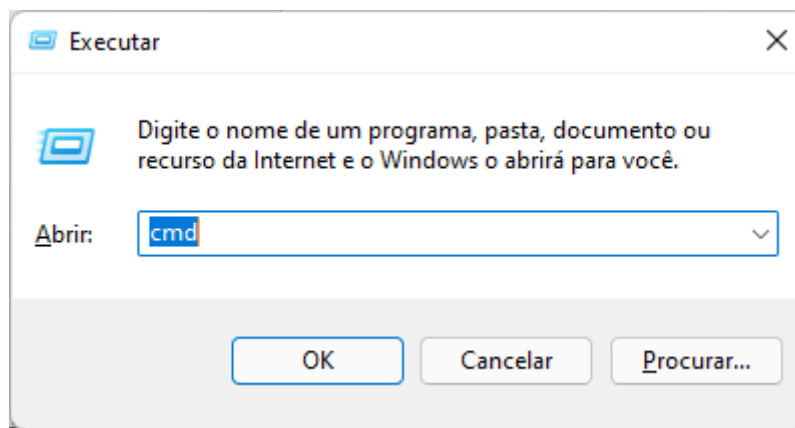 Executar
Digite o nome de um programa, pasta, documento ou
recurso da Internet e o Windows o abrirá para você.
Abrir: cmd
OK Cancelar Procurar...